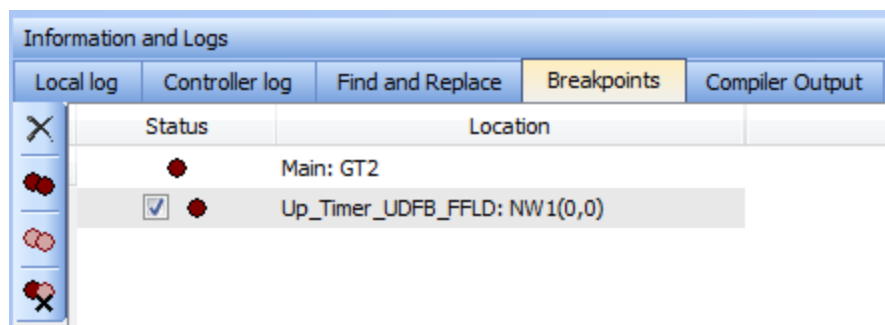 Information and Logs
Local log Controller log Find and Replace Breakpoints Compiler Output
Status Location
Main: GT2
Up_Timer_UDFB_FFLD: NW1(0,0)